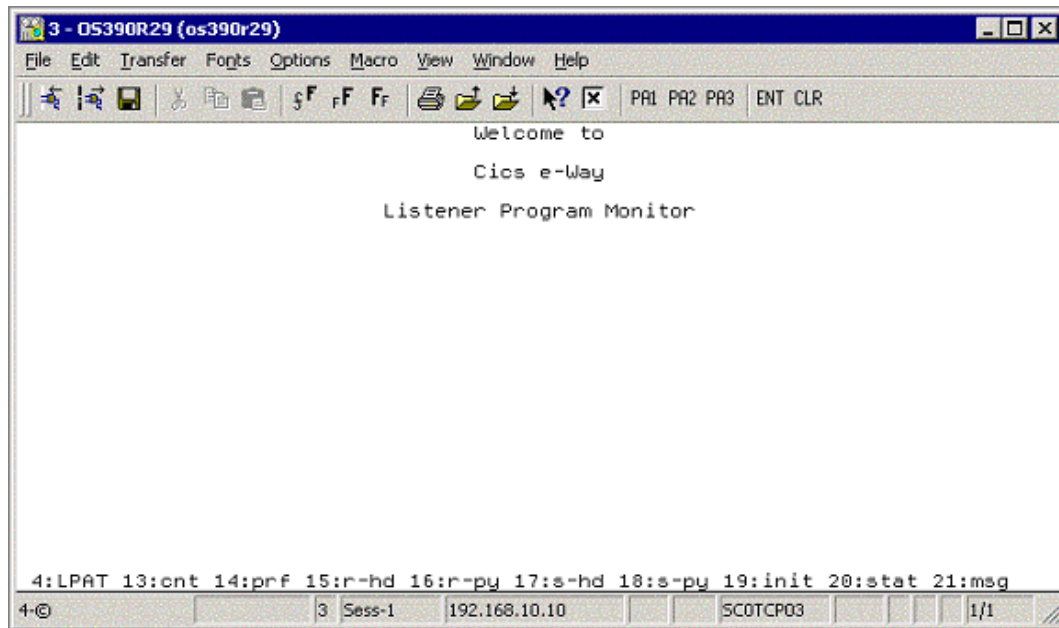 3 - OS390R29 (os390r29)
File Edit Transfer Fonts Options Macro View Window Help
PA1 PA2 PA3 ENT CLR
Welcome to
Cics e-Way
Listener Program Monitor
4:LPAT 13:cnt 14:prf 15:r-hd 16:r-py 17:s-hd 18:s-py 19:init 20:stat 21:msg
4-© 3 Sess-1 192.168.10.10 SCOTCP03 1/1